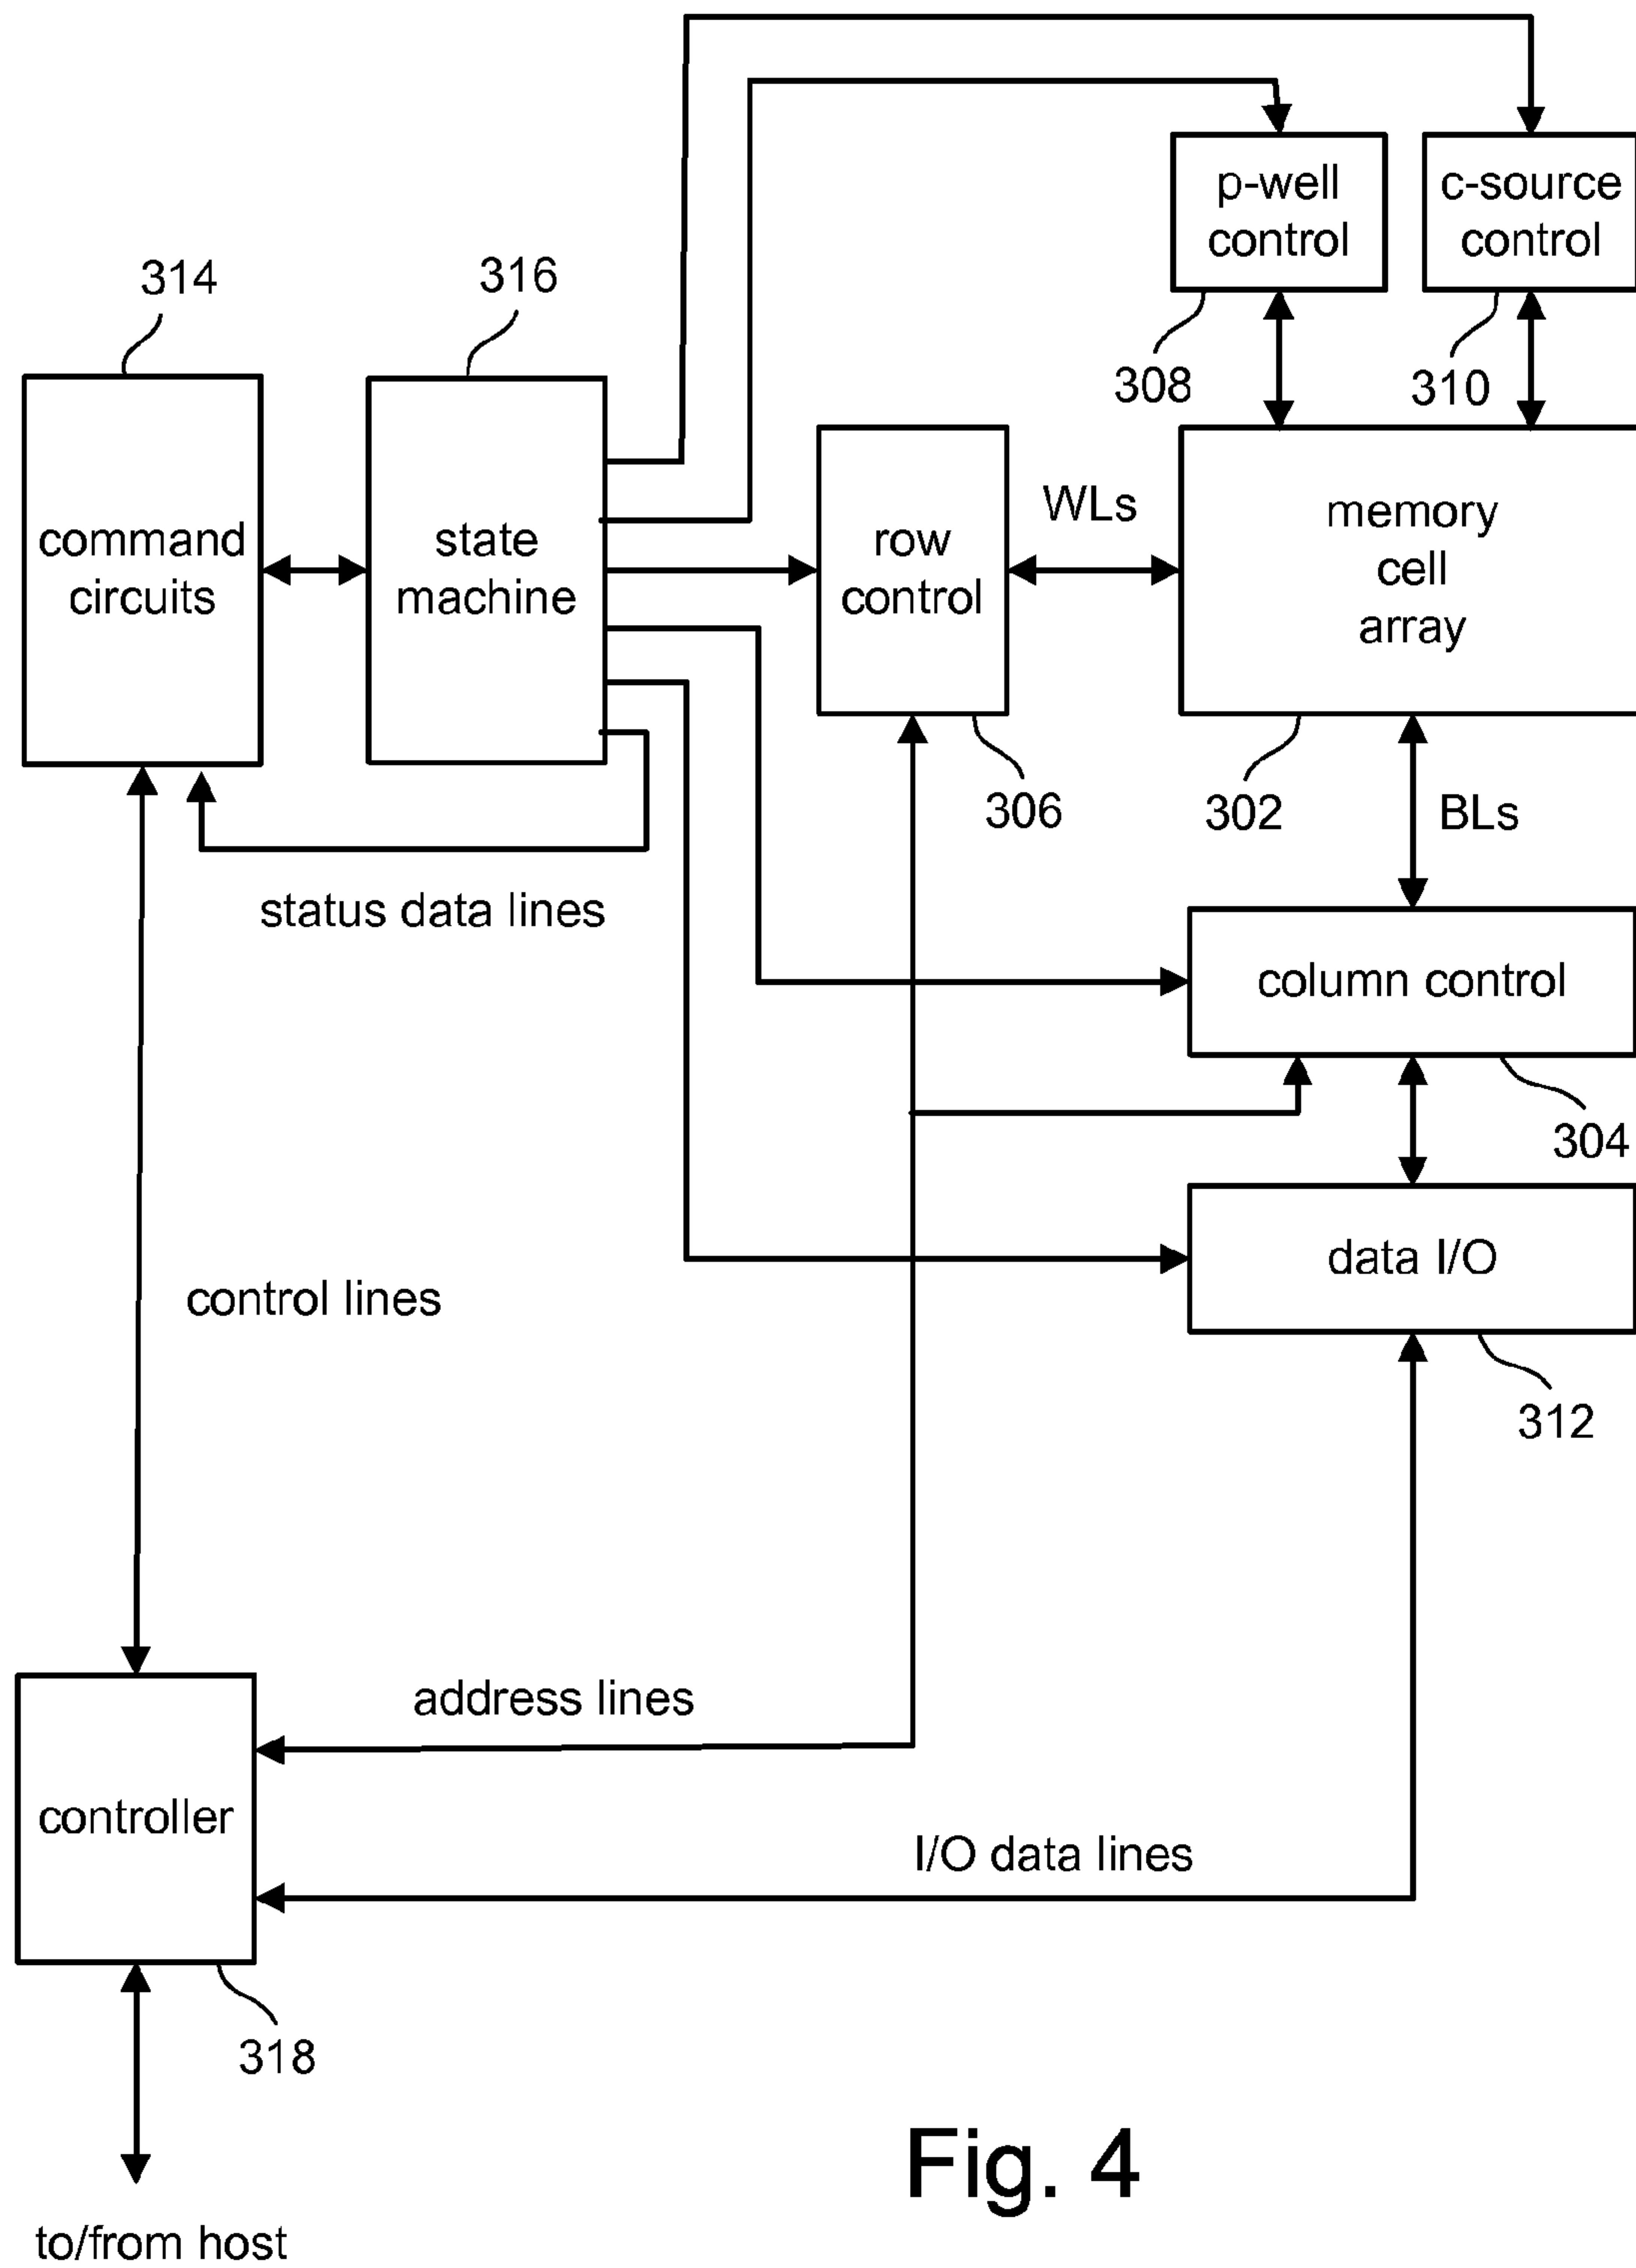 p-well
control
c-source
control
314
316
308
310
command
circuits
state
machine
row
control
WLs
memory
cell
array
306
302
BLs
status data lines
column control
304
data I/O
control lines
312
address lines
controller
I/O data lines
318
Fig. 4
to/from host